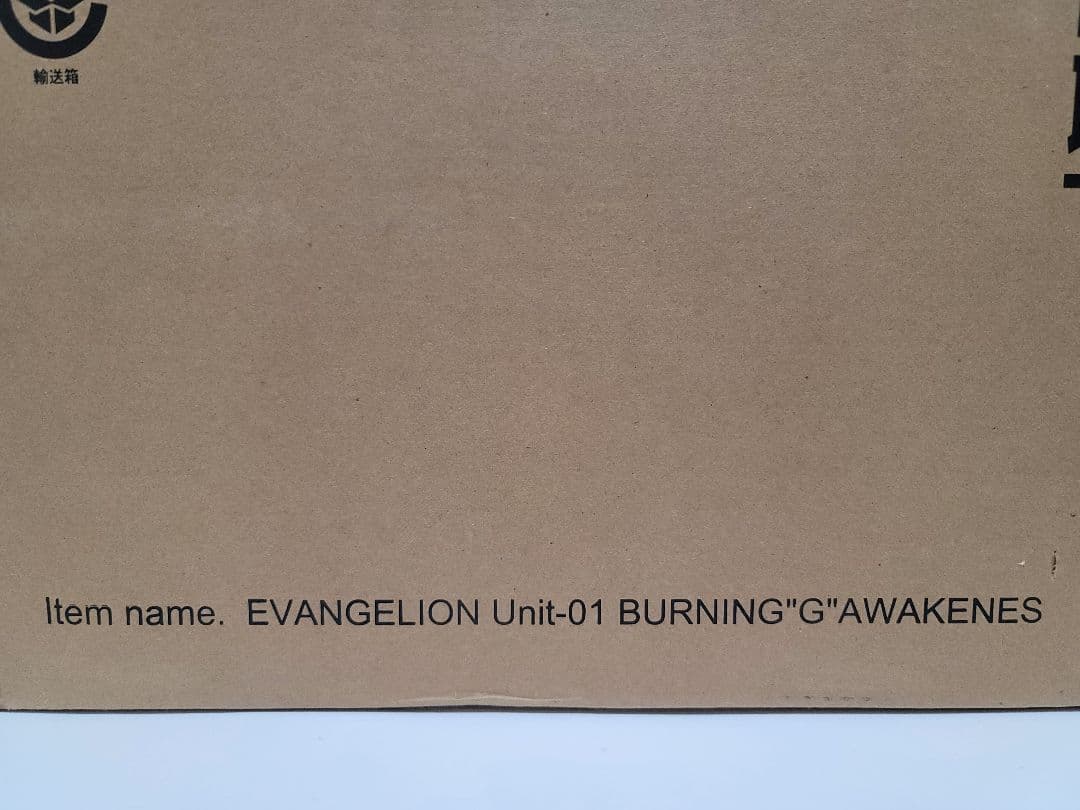 輸送箱
Item name. EVANGELION Unit-01 BURNING"G"AWAKENES